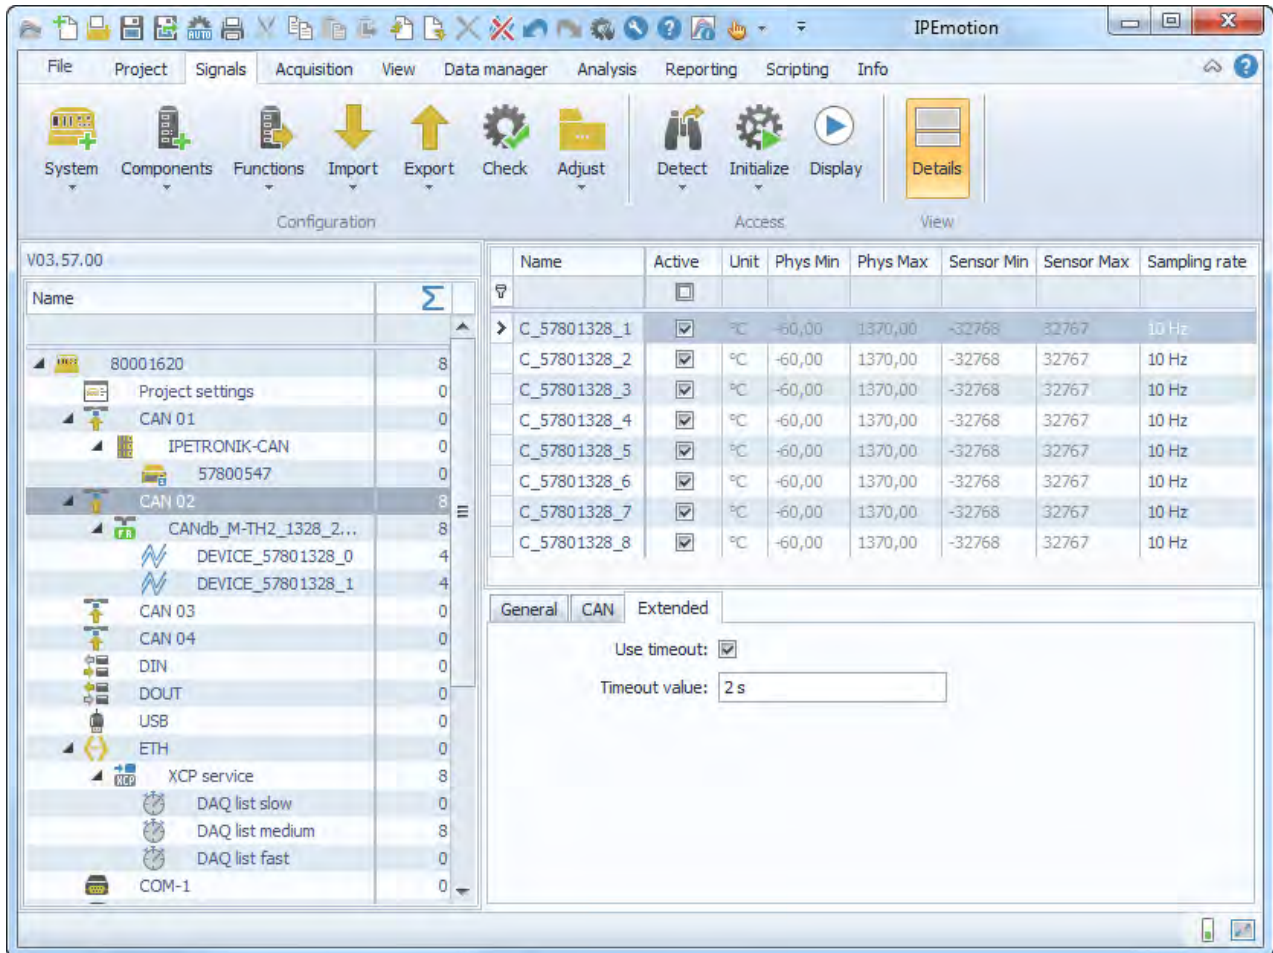 AUTO IPEmotion
File Project Signals Acquisition View Data manager Analysis Reporting Scripting Info
System Components Functions Import Export Check Adjust Detect Initialize Display Details
Configuration Access View
V03.57.00
Name Σ
80001620 8
Project settings 0
CAN 01 0
IPETRONIK-CAN 0
57800547 0
CAN 02 8
CANdb_M-TH2_1328_2... 8
DEVICE_57801328_0 4
DEVICE_57801328_1 4
CAN 03 0
CAN 04 0
DIN 0
DOUT 0
USB 0
ETH 0
XCP XCP service 8
DAQ list slow 0
DAQ list medium 8
DAQ list fast 0
COM-1 0
Name Active Unit Phys Min Phys Max Sensor Min Sensor Max Sampling rate
C_57801328_1 °C -60,00 1370,00 -32768 32767 10 Hz
C_57801328_2 °C -60,00 1370,00 -32768 32767 10 Hz
C_57801328_3 °C -60,00 1370,00 -32768 32767 10 Hz
C_57801328_4 °C -60,00 1370,00 -32768 32767 10 Hz
C_57801328_5 °C -60,00 1370,00 -32768 32767 10 Hz
C_57801328_6 °C -60,00 1370,00 -32768 32767 10 Hz
C_57801328_7 °C -60,00 1370,00 -32768 32767 10 Hz
C_57801328_8 °C -60,00 1370,00 -32768 32767 10 Hz
General CAN Extended
Use timeout:
Timeout value: 2 s